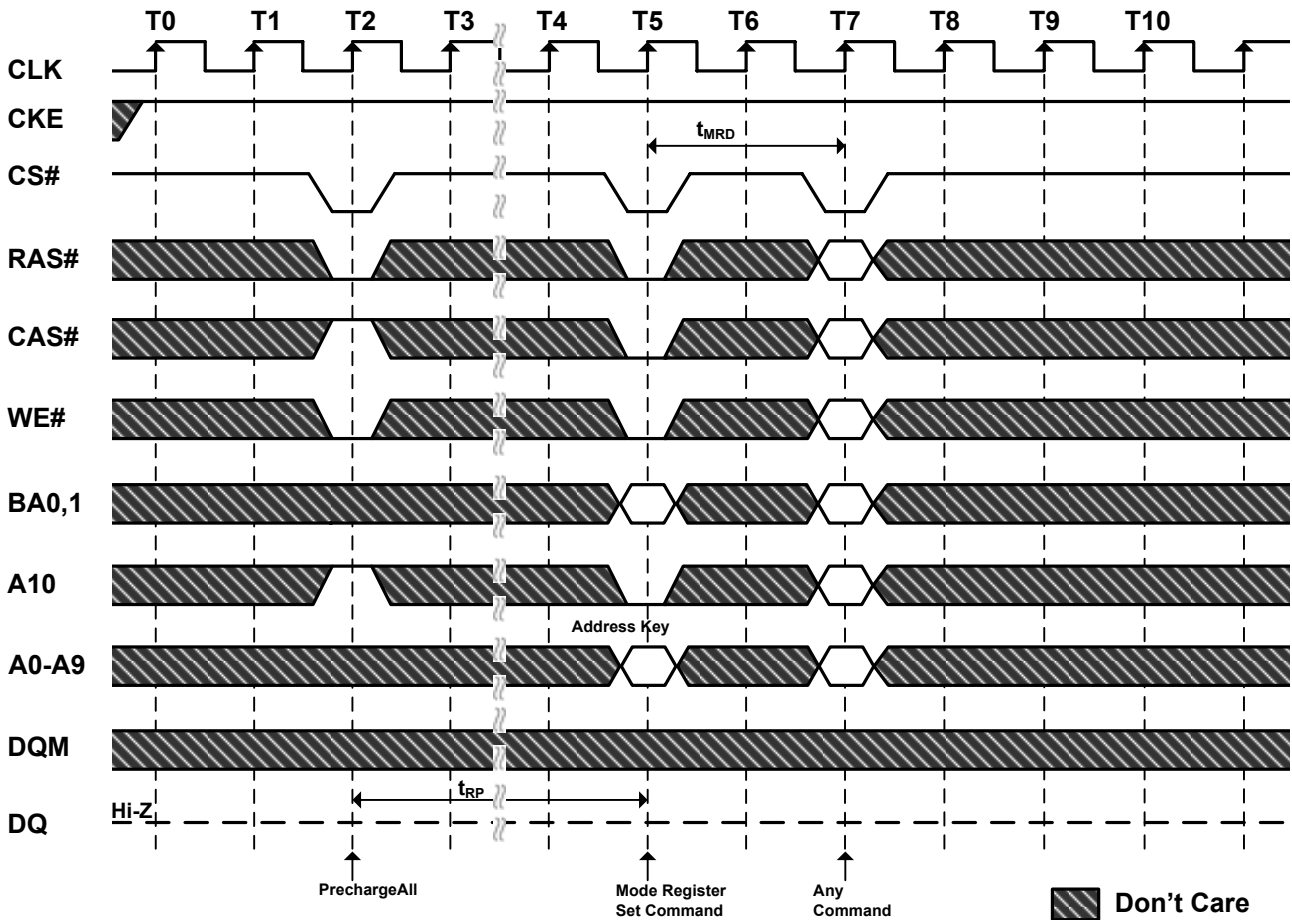 T0 T1 T2 T3 T4 T5 T6 T7 T8 T9 T10
CLK
CKE
tMRD
CS#
RAS#
CAS#
WE#
BA0,1
A10
Address Key
A0-A9
DQM
tRP
Hi-Z
DQ
PrechargeAll
Mode Register
Set Command
Any
Command
Don't Care